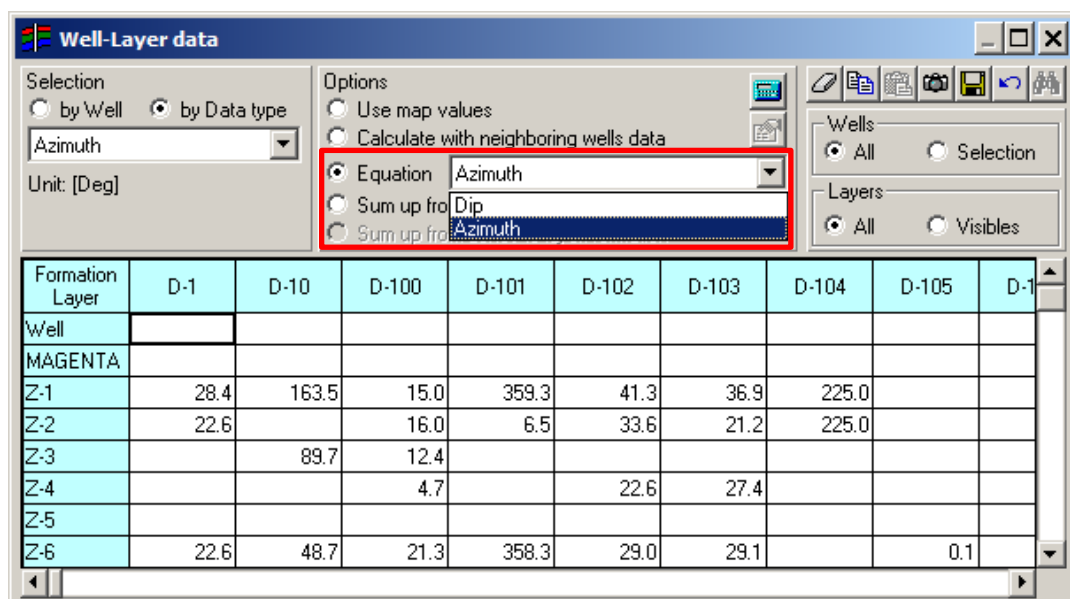 Well-Layer data
Selection
by Well by Data type
Azimuth
Unit: [Deg]
Options
Use map values
Calculate with neighboring wells data
Equation Azimuth
Sum up fro Dip
Sum up fro Azimuth
Wells
All Selection
Layers
All Visibles
Formation Layer D-1 D-10 D-100 D-101 D-102 D-103 D-104 D-105 D-1
Well
MAGENTA
Z-1 28.4 163.5 15.0 359.3 41.3 36.9 225.0
Z-2 22.6 16.0 6.5 33.6 21.2 225.0
Z-3 89.7 12.4
Z-4 4.7 22.6 27.4
Z-5
Z-6 22.6 48.7 21.3 358.3 29.0 29.1 0.1